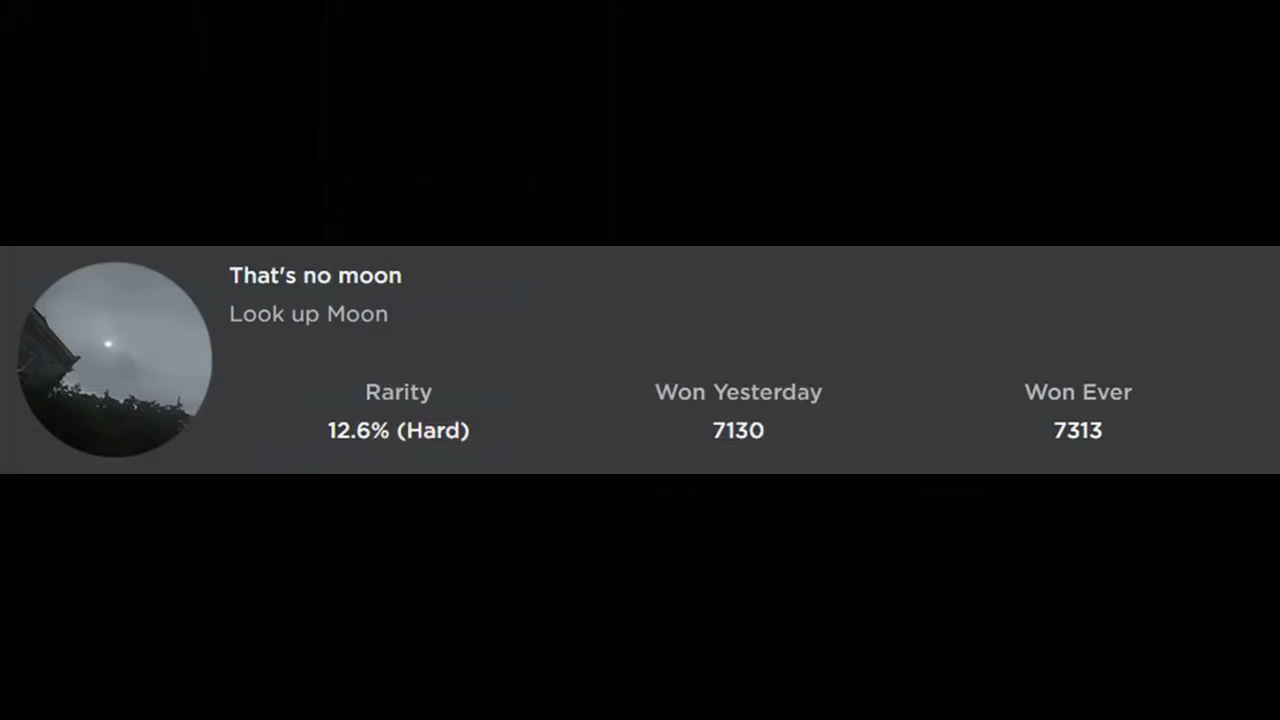 That's no moon
Look up Moon
Rarity Won Yesterday Won Ever
12.6% (Hard) 7130 7313